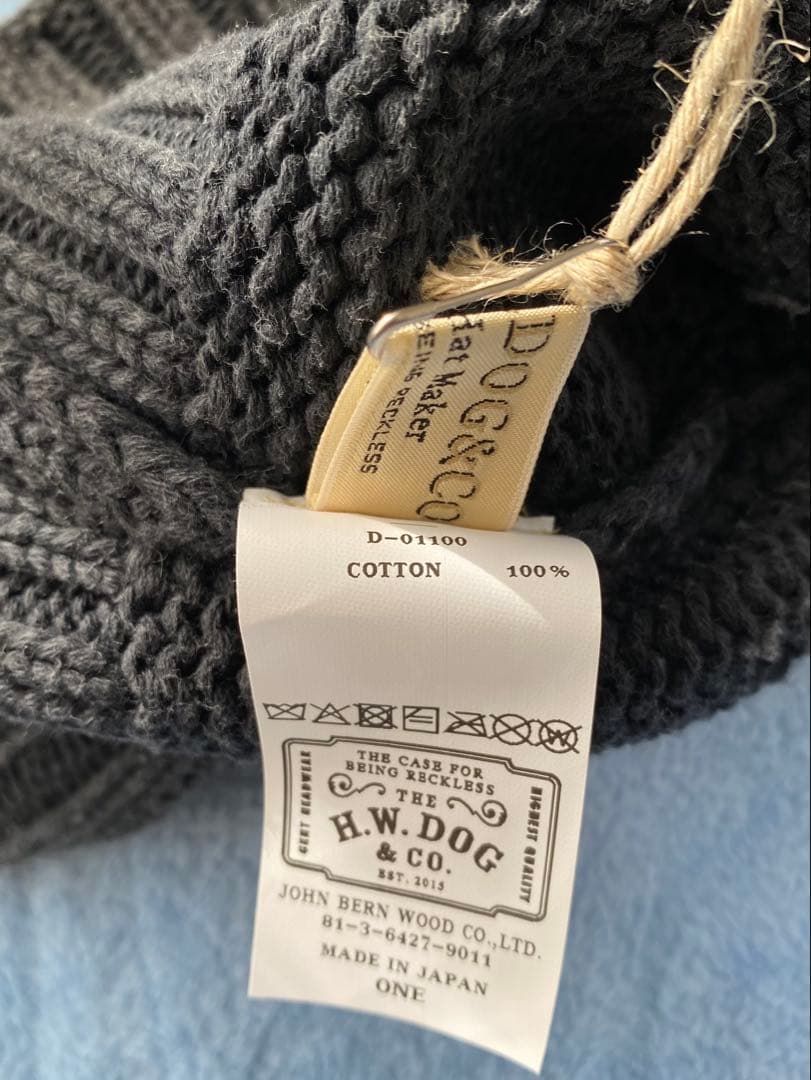 DOG&CO
Hat Maker
BEING RECKLESS
D-01100
COTTON 100%
THE CASE FOR
BEING RECKLESS
THE
H.W. DOG
& CO.
EST. 2015
GENT HEADWEAR
HIGHEST QUALITY
JOHN BERN WOOD CO.,LTD.
81-3-6427-9011
MADE IN JAPAN
ONE